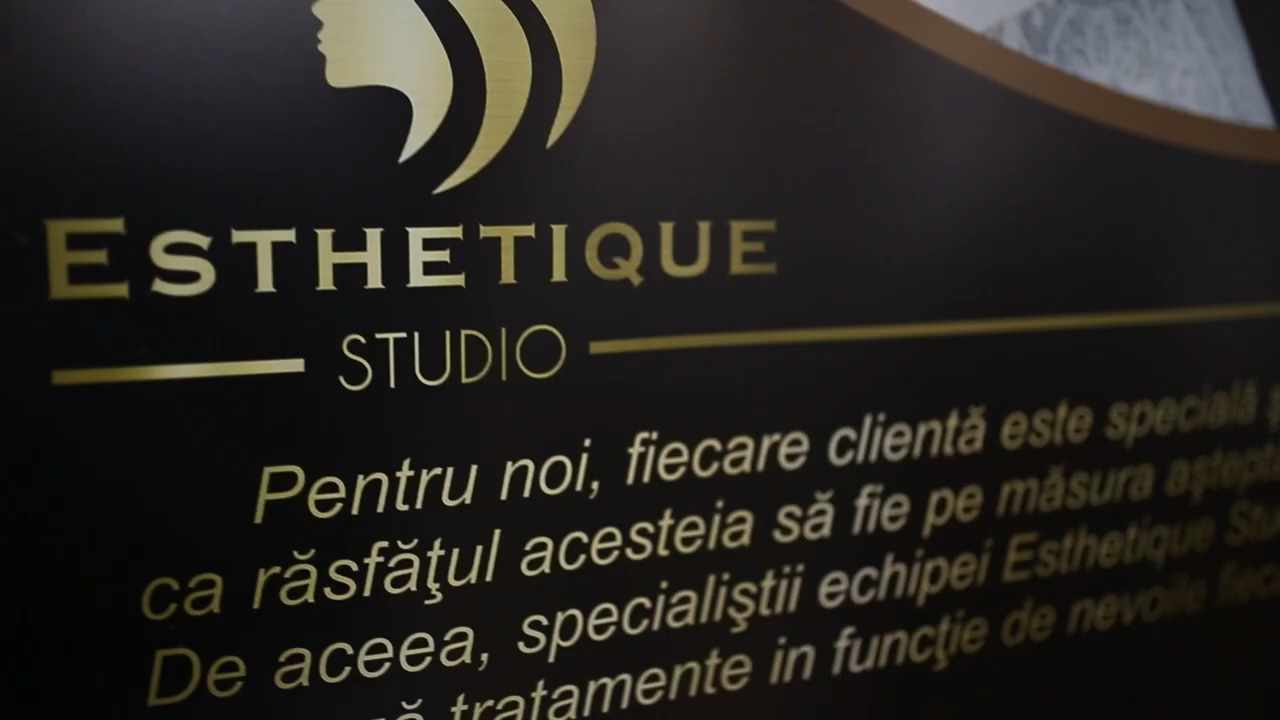 ESTHETIQUE
STUDIO
Pentru noi, fiecare clientă este specială
ca răsfăţul acesteia să fie pe măsura
De aceea, specialiştii echipei Esthetique
tratamente in funcţie de nevoile